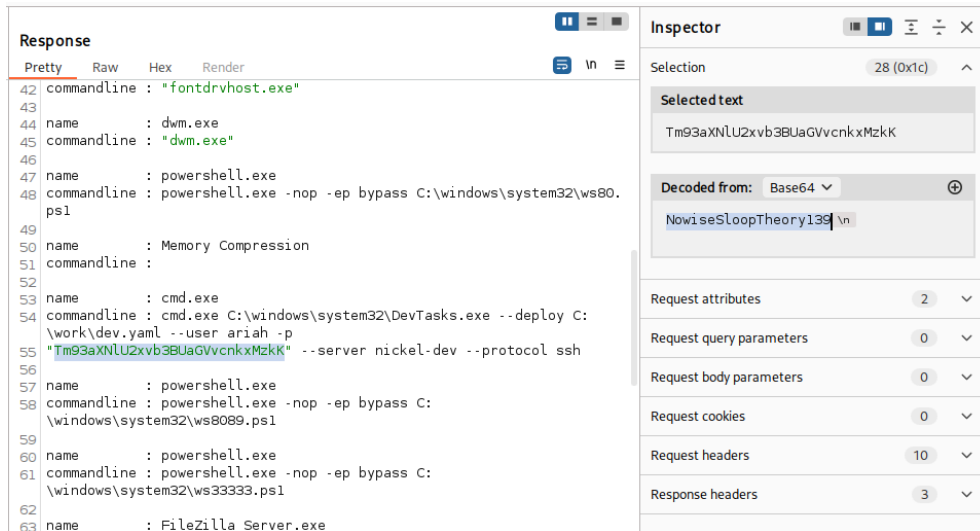 Response
Pretty Raw Hex Render \n
42 commandline : "fontdrvhost.exe"
43
44 name : dwm.exe
45 commandline : "dwm.exe"
46
47 name : powershell.exe
48 commandline : powershell.exe -nop -ep bypass C:\windows\system32\ws80.
ps1
49
50 name : Memory Compression
51 commandline :
52
53 name : cmd.exe
54 commandline : cmd.exe C:\windows\system32\DevTasks.exe --deploy C:
\work\dev.yaml --user ariah -p
55 "Tm93aXNlU2xvb3BUaGVvcnkxMzkK" --server nickel-dev --protocol ssh
56
57 name : powershell.exe
58 commandline : powershell.exe -nop -ep bypass C:
\windows\system32\ws8089.ps1
59
60 name : powershell.exe
61 commandline : powershell.exe -nop -ep bypass C:
\windows\system32\ws33333.ps1
62
63 name : FileZilla Server.exe
Inspector
Selection 28 (0x1c)
Selected text
Tm93aXNlU2xvb3BUaGVvcnkxMzkK
Decoded from: Base64
NowiseSloopTheory139 \n
Request attributes 2
Request query parameters 0
Request body parameters 0
Request cookies 0
Request headers 10
Response headers 3